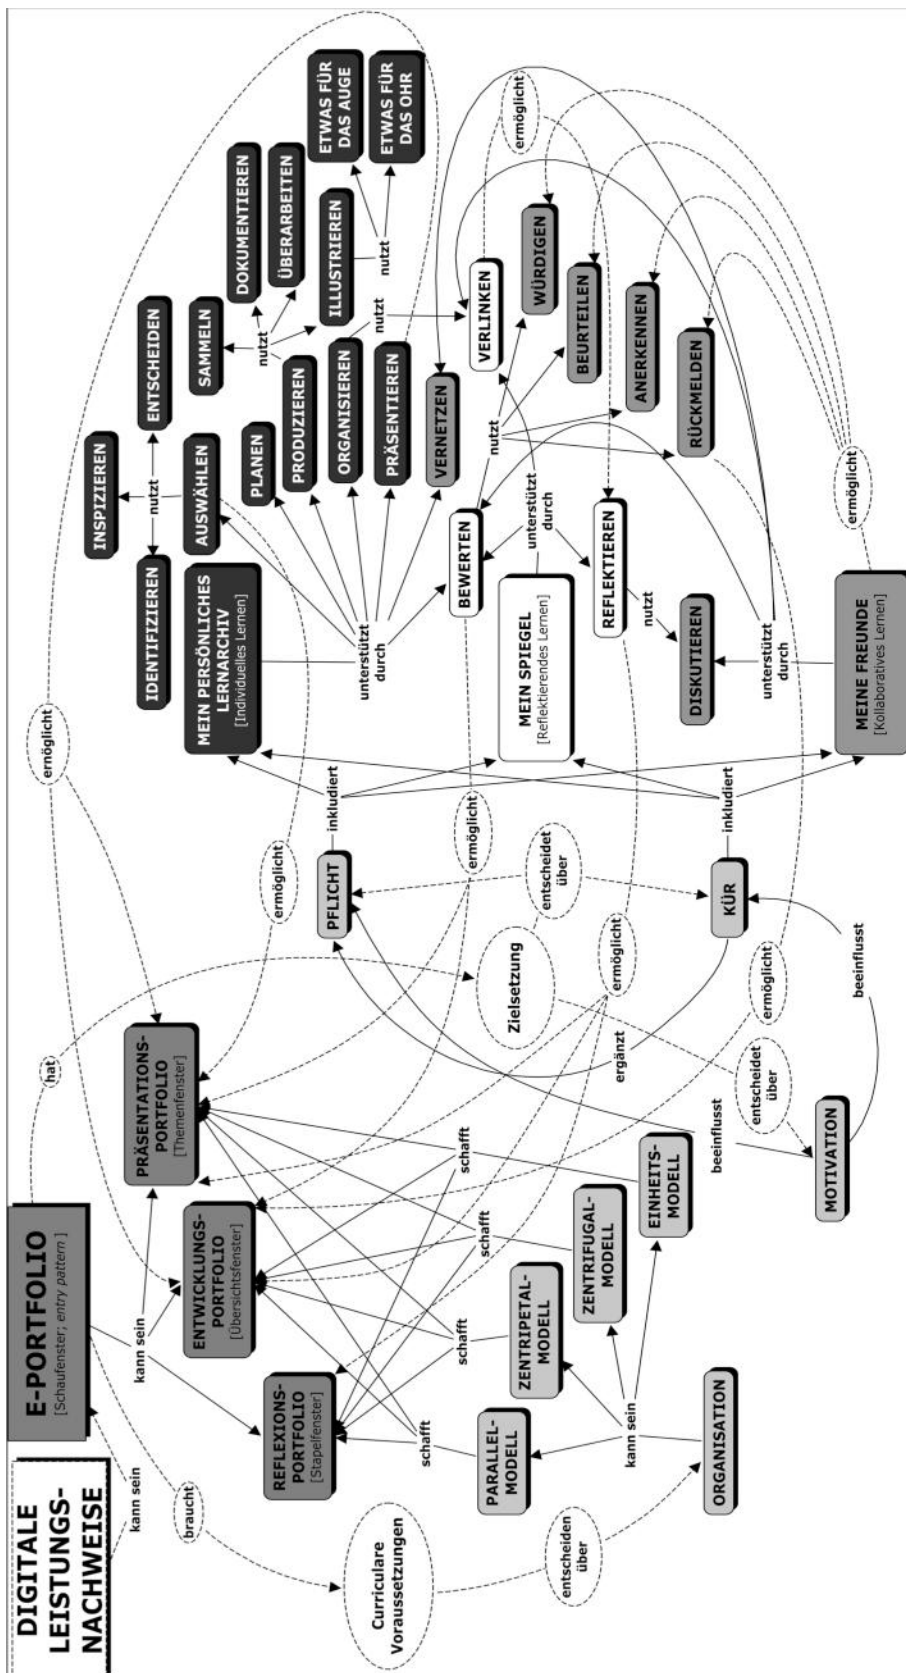 DIGITALE
LEISTUNGS-
NACHWEISE
kann sein
E-PORTFOLIO
[Schaufenster; entry pattern ]
hat
braucht
kann sein
PRÄSENTATIONS-
PORTFOLIO
[Themenfenster]
ENTWICKLUNGS-
PORTFOLIO
[Übersichtsfenster]
REFLEXIONS-
PORTFOLIO
[Stapelfenster]
schafft
schafft
schafft
schafft
PARALLEL-
MODELL
ZENTRIPETAL-
MODELL
ZENTRIFUGAL-
MODELL
EINHEITS-
MODELL
kann sein
ORGANISATION
Curriculare
Voraussetzungen
entscheiden
über
Zielsetzung
entscheidet
über
entscheidet
über
MOTIVATION
beeinflusst
beeinflusst
ergänzt
PFLICHT
KÜR
inkludiert
inkludiert
ernöglicht
ermöglicht
ermöglicht
ermöglicht
ermöglicht
MEIN PERSÖNLICHES
LERNARCHIV
[Individuelles Lernen]
unterstützt
durch
IDENTIFIZIEREN
INSPIZIEREN
ENTSCHEIDEN
nutzt
AUSWÄHLEN
PLANEN
PRODUZIEREN
ORGANISIEREN
PRÄSENTIEREN
VERNETZEN
SAMMELN
DOKUMENTIEREN
ÜBERARBEITEN
ILLUSTRIEREN
nutzt
nutzt
nutzt
ETWAS FÜR
DAS AUGE
ETWAS FÜR
DAS OHR
MEIN SPIEGEL
[Reflektierendes Lernen]
unterstützt
durch
BEWERTEN
VERLINKEN
REFLEKTIEREN
nutzt
nutzt
ermöglicht
WÜRDIGEN
BEURTEILEN
ANERKENNEN
RÜCKMELDEN
DISKUTIEREN
MEINE FREUNDE
[Kollaboratives Lernen]
unterstützt
durch
ermöglicht